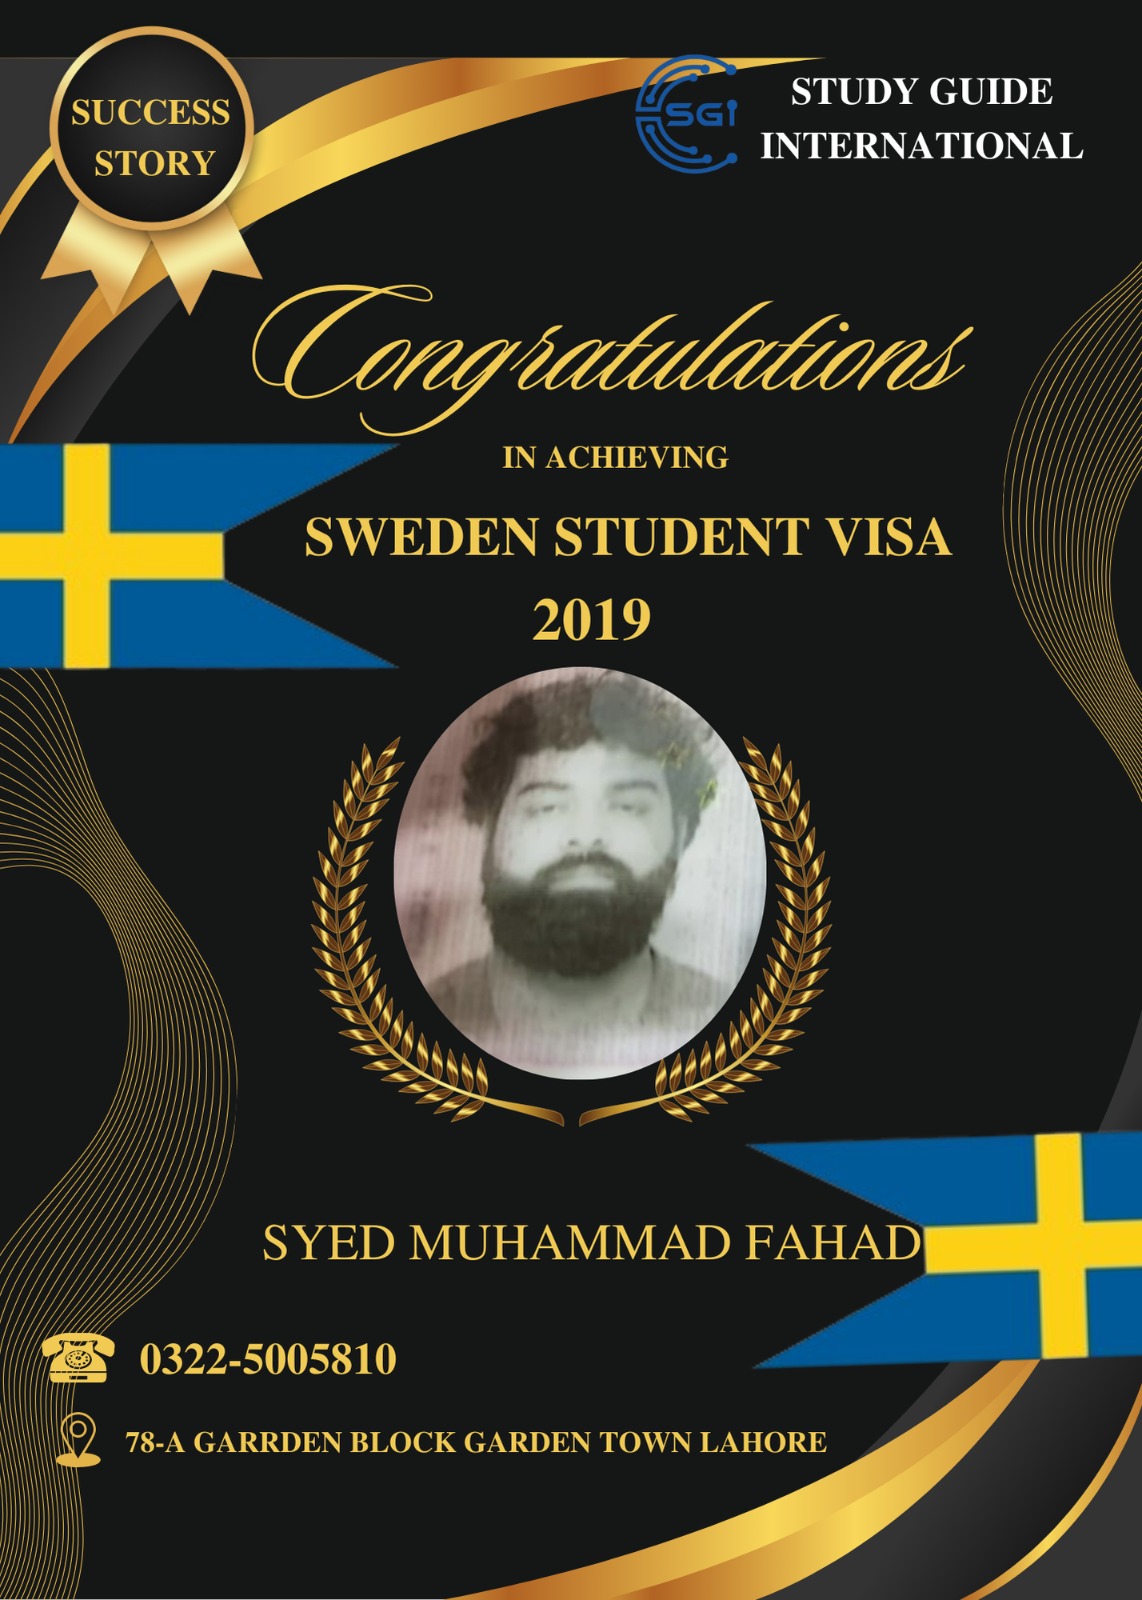 SUCCESS
STORY
SGI
STUDY GUIDE
INTERNATIONAL
Congratulations
IN ACHIEVING
SWEDEN STUDENT VISA
2019
SYED MUHAMMAD FAHAD
0322-5005810
78-A GARRDEN BLOCK GARDEN TOWN LAHORE